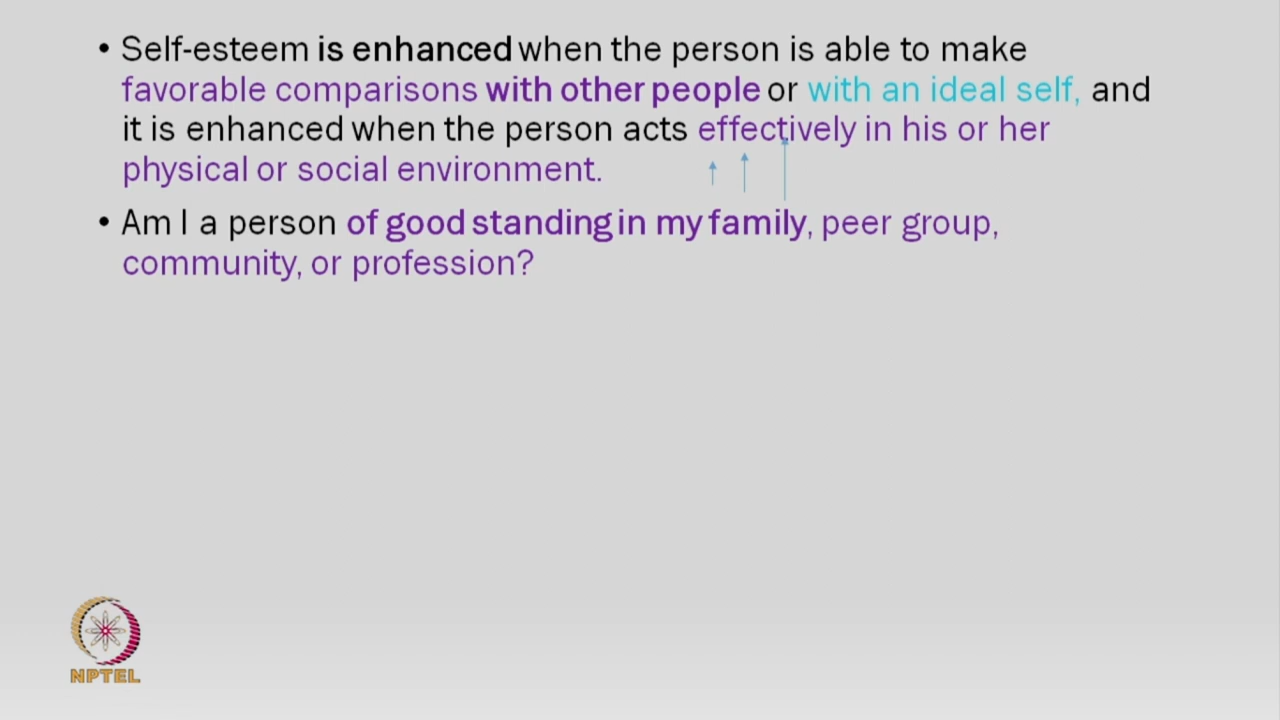 • Self-esteem is enhanced when the person is able to make
favorable comparisons with other people or with an ideal self, and
it is enhanced when the person acts effectively in his or her
physical or social environment.
• Am I a person of good standing in my family, peer group,
community, or profession?
NPTEL